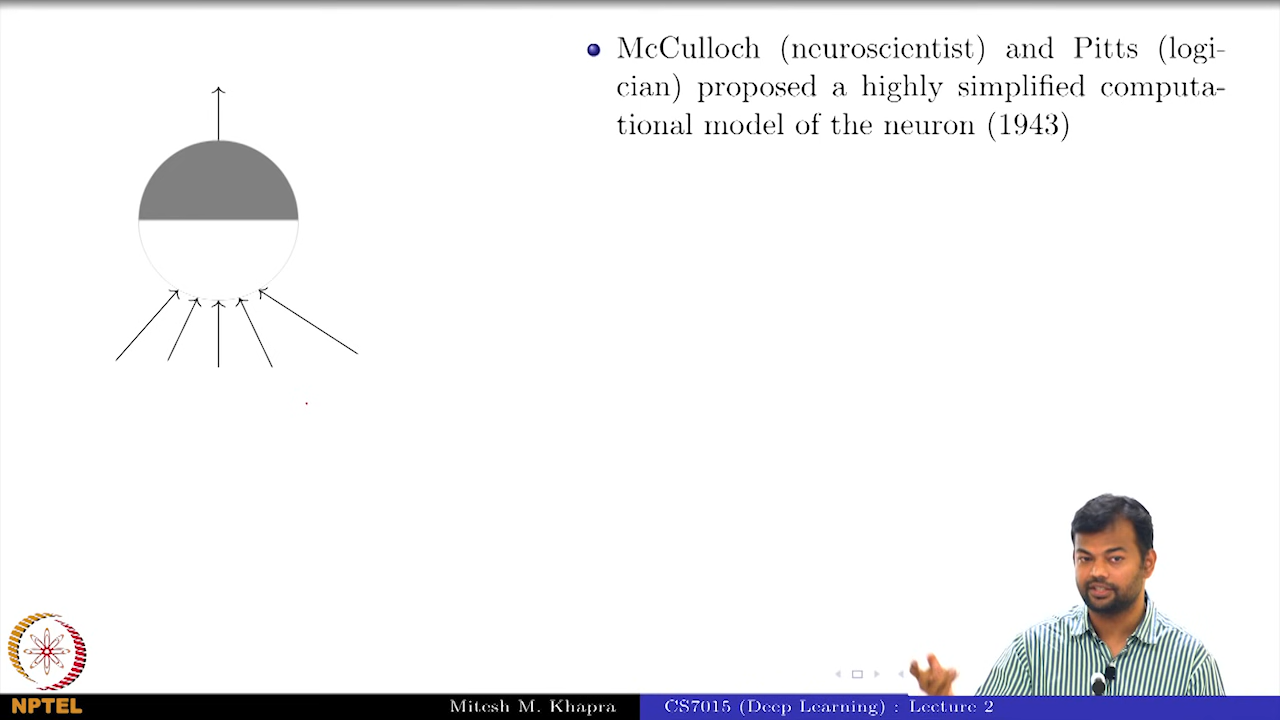 McCulloch (neuroscientist) and Pitts (logi-
cian) proposed a highly simplified computa-
tional model of the neuron (1943)
NPTEL
Mitesh M. Khapra
CS7015 (Deep Learning) : Lecture 2